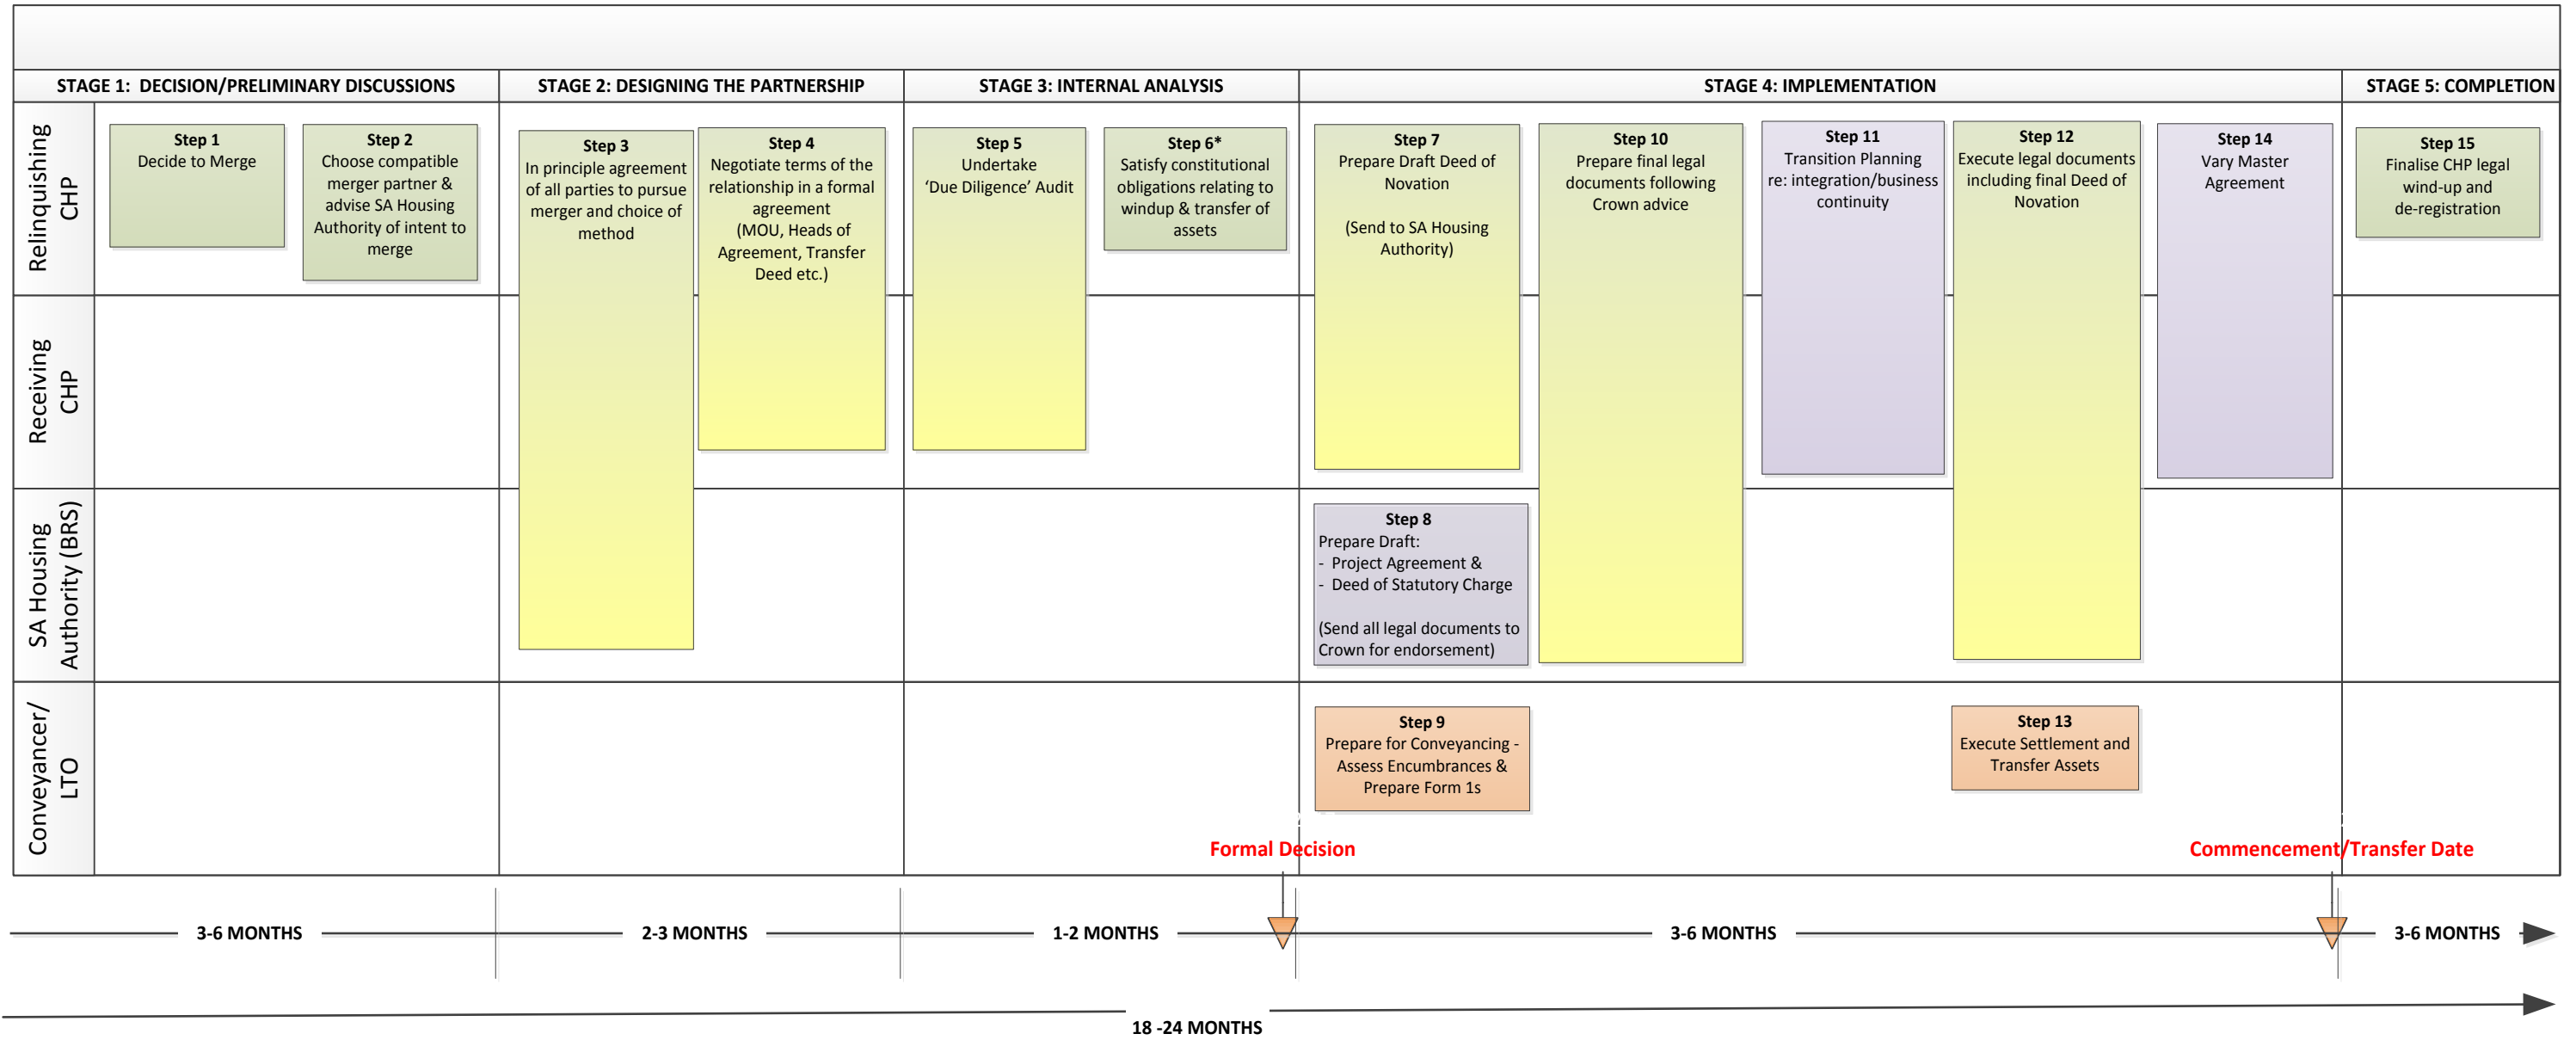 STAGE 1:  DECISION/PRELIMINARY DISCUSSIONS
STAGE 2: DESIGNING THE PARTNERSHIP
STAGE 3: INTERNAL ANALYSIS
STAGE 4: IMPLEMENTATION
STAGE 5: COMPLETION
Relinquishing
CHP
Step 1
Decide to Merge
Step 2
Choose compatible
merger partner &
advise SA Housing
Authority of intent to
merge
Step 3
In principle agreement
of all parties to pursue
merger and choice of
method
Step 4
Negotiate terms of the
relationship in a formal
agreement
(MOU, Heads of
Agreement, Transfer
Deed etc.)
Step 5
Undertake
‘Due Diligence’ Audit
Step 6*
Satisfy constitutional
obligations relating to
windup & transfer of
assets
Step 7
Prepare Draft Deed of
Novation
(Send to SA Housing
Authority)
Step 10
Prepare final legal
documents following
Crown advice
Step 11
Transition Planning
re: integration/business
continuity
Step 12
Execute legal documents
including final Deed of
Novation
Step 14
Vary Master
Agreement
Step 15
Finalise CHP legal
wind-up and
de-registration
Receiving
CHP
SA Housing
Authority (BRS)
Step 8
Prepare Draft:
- Project Agreement &
- Deed of Statutory Charge
(Send all legal documents to
Crown for endorsement)
Conveyancer/
LTO
Step 9
Prepare for Conveyancing -
Assess Encumbrances &
Prepare Form 1s
Step 13
Execute Settlement and
Transfer Assets
Formal Decision
Commencement/Transfer Date
3-6 MONTHS
2-3 MONTHS
1-2 MONTHS
3-6 MONTHS
3-6 MONTHS
18 -24 MONTHS